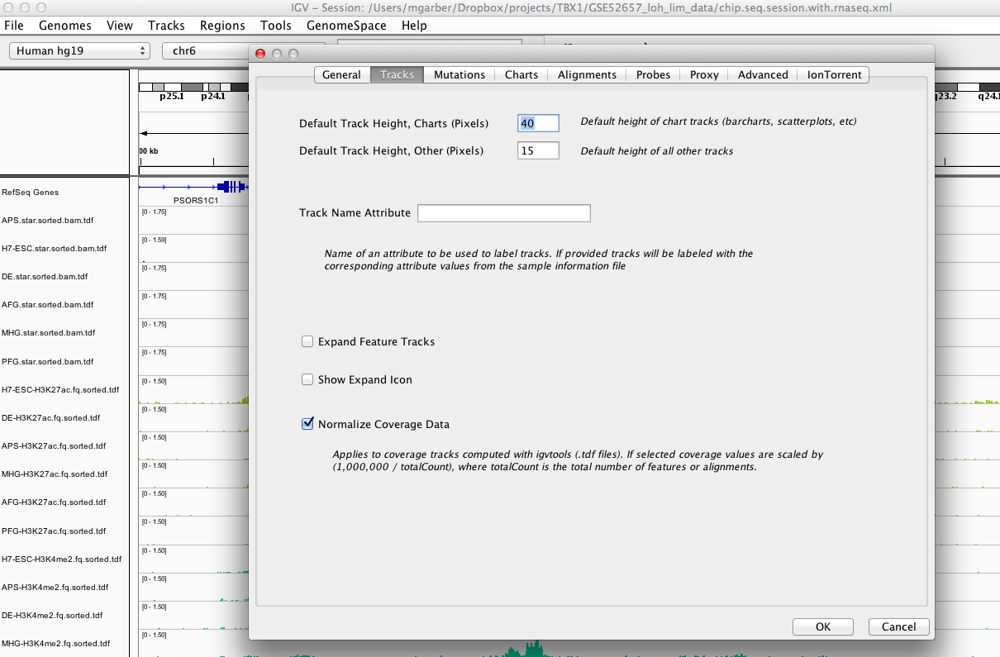 IGV – Session: /Users/mgarber/Dropbox/projects/TBX1/GSE52657_loh_lim_data/chip.seq.session.with.rnaseq.xml
File Genomes View Tracks Regions Tools GenomeSpace Help
Human hg19 chr6
General Tracks Mutations Charts Alignments Probes Proxy Advanced IonTorrent
p25.1 p24.1 q23.2 q24.1
00 kb
Default Track Height, Charts (Pixels) 40 Default height of chart tracks (barcharts, scatterplots, etc)
Default Track Height, Other (Pixels) 15 Default height of all other tracks
Track Name Attribute
Name of an attribute to be used to label tracks. If provided tracks will be labeled with the
corresponding attribute values from the sample information file
Expand Feature Tracks
Show Expand Icon
Normalize Coverage Data
Applies to coverage tracks computed with igvtools (.tdf files). If selected coverage values are scaled by
(1,000,000 / totalCount), where totalCount is the total number of features or alignments.
OK Cancel
RefSeq Genes
PSORS1C1
APS.star.sorted.bam.tdf [0 - 1.75]
H7-ESC.star.sorted.bam.tdf [0 - 1.59]
DE.star.sorted.bam.tdf [0 - 1.75]
AFG.star.sorted.bam.tdf [0 - 1.75]
MHG.star.sorted.bam.tdf [0 - 1.75]
PFG.star.sorted.bam.tdf [0 - 1.75]
H7-ESC-H3K27ac.fq.sorted.tdf [0 - 1.50]
DE-H3K27ac.fq.sorted.tdf [0 - 1.50]
APS-H3K27ac.fq.sorted.tdf [0 - 1.50]
MHG-H3K27ac.fq.sorted.tdf [0 - 1.50]
AFG-H3K27ac.fq.sorted.tdf [0 - 1.50]
PFG-H3K27ac.fq.sorted.tdf [0 - 1.50]
H7-ESC-H3K4me2.fq.sorted.tdf [0 - 1.50]
APS-H3K4me2.fq.sorted.tdf [0 - 1.50]
DE-H3K4me2.fq.sorted.tdf [0 - 1.50]
MHG-H3K4me2.fq.sorted.tdf [0 - 1.50]